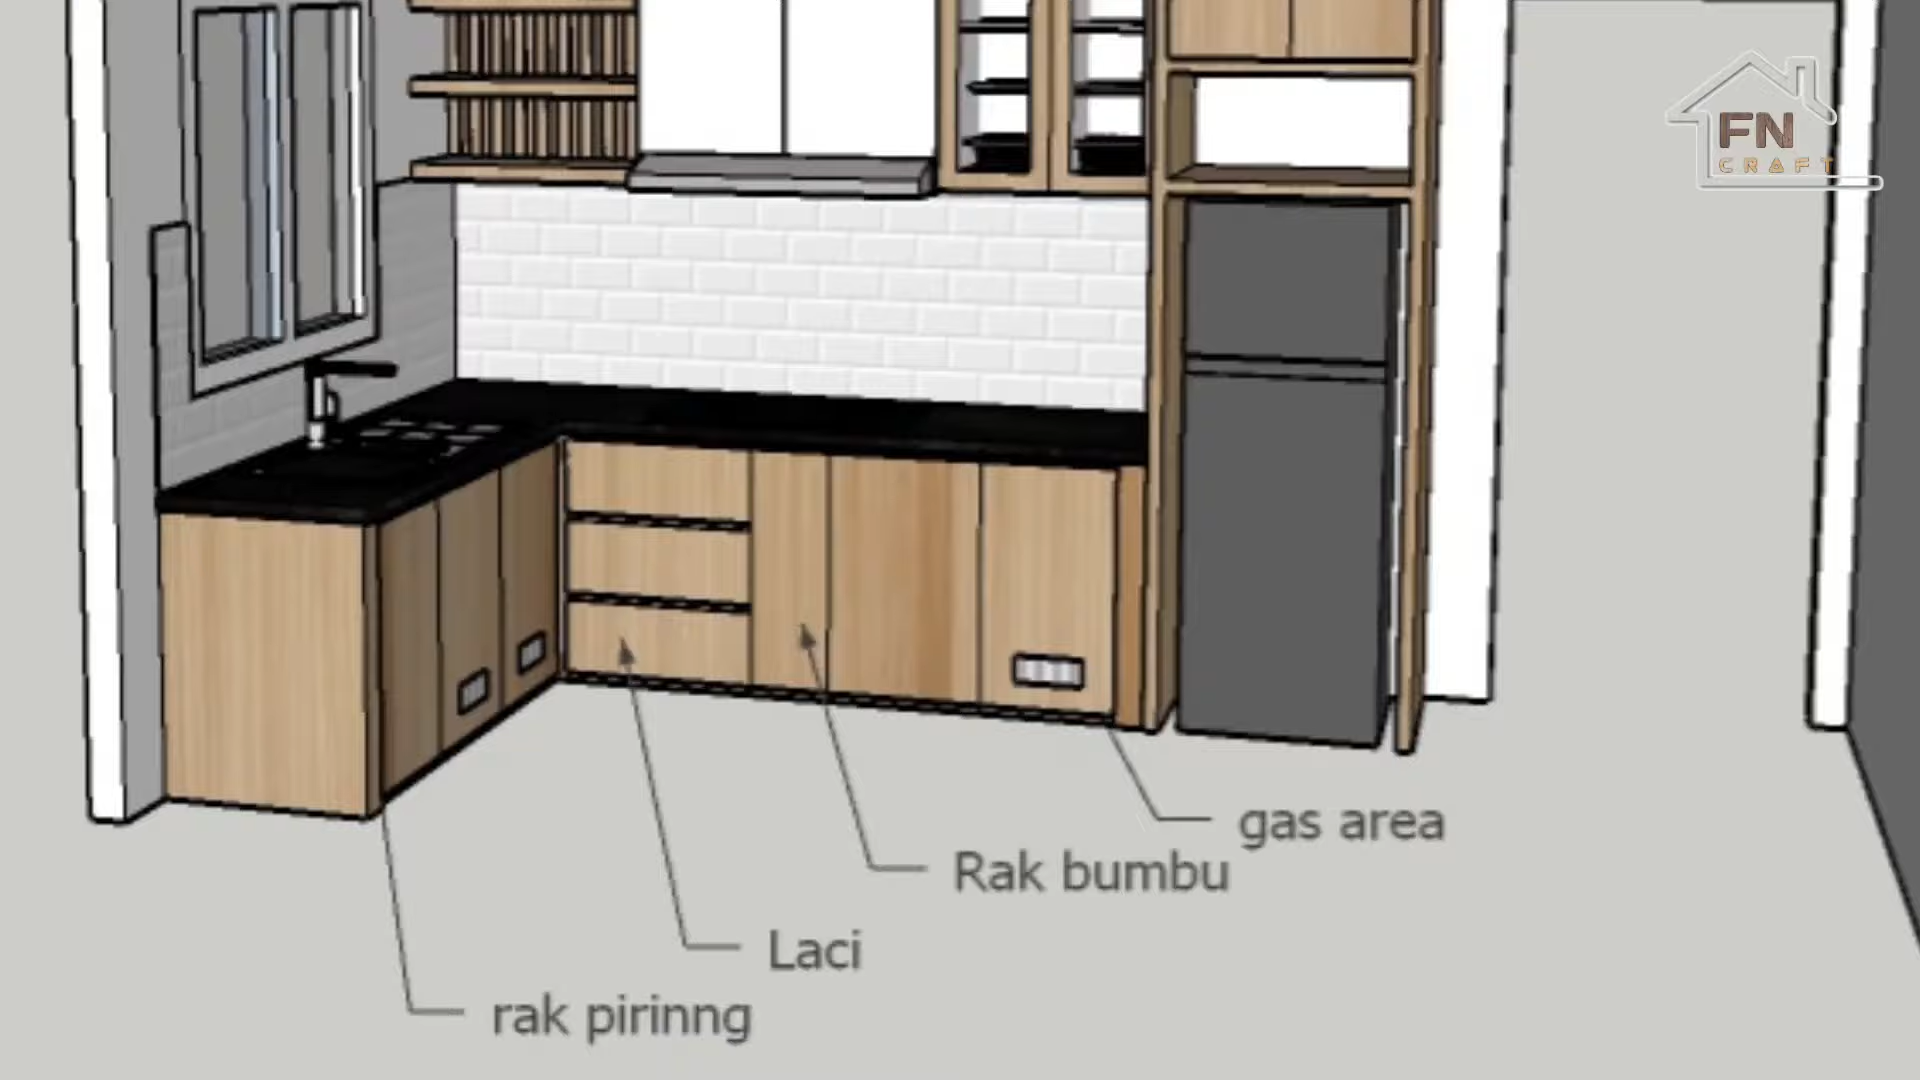 FN
CRAFT
gas area
Rak bumbu
Laci
rak pirinng